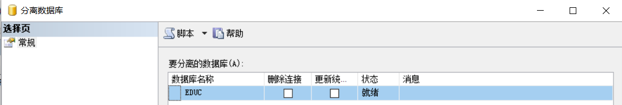 分离数据库
选择页
常规
脚本 帮助
要分离的数据库(A):
数据库名称 删除连接 更新统... 状态 消息
EDUC 就绪